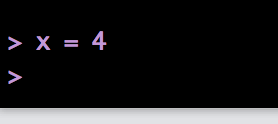 > x = 4
>